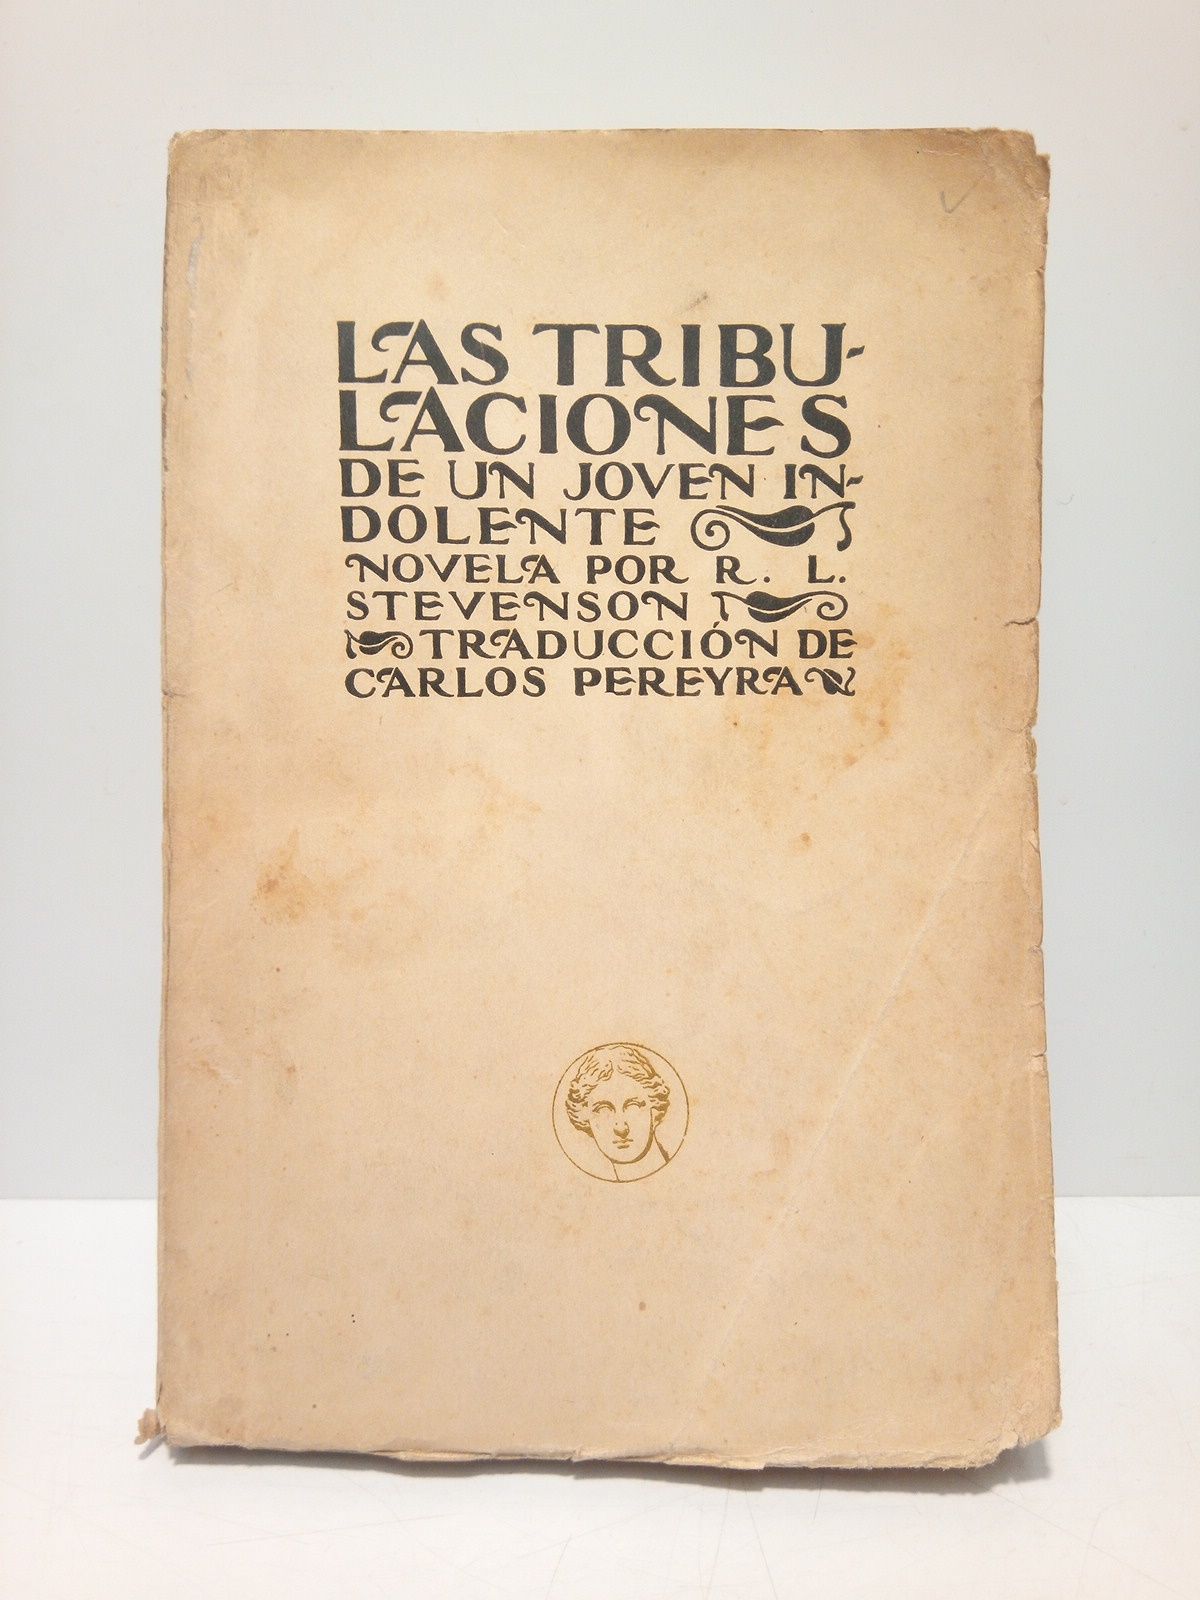 LAS TRIBU-
LACIONES
DE UN JOVEN IN-
DOLENTE
NOVELA POR R. L.
STEVENSON
TRADUCCIÓN DE
CARLOS PEREYRA